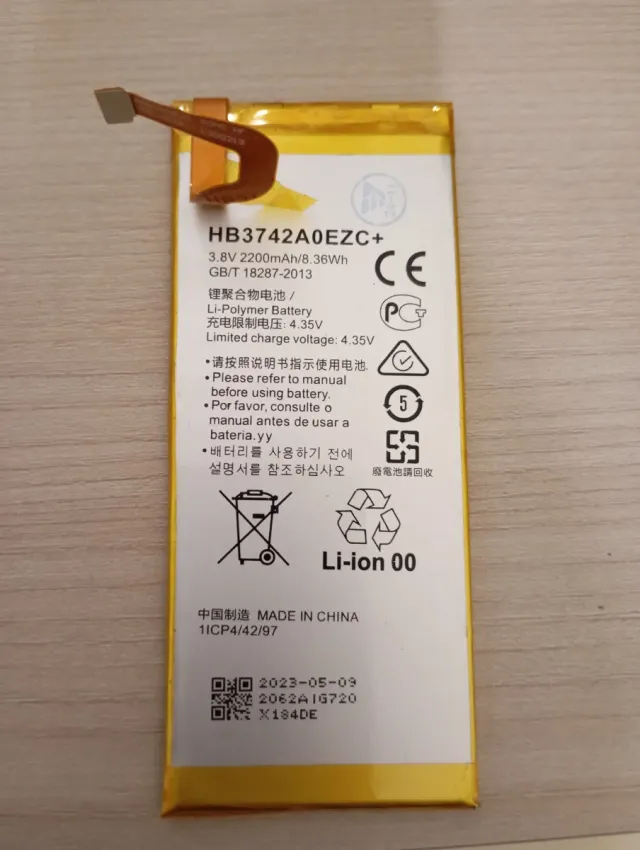 HB3742A0EZC+
3.8V 2200mAh/8.36Wh
GB/T 18287-2013
CE
锂聚合物电池 /
Li-Polymer Battery
充电限制电压: 4.35V
Limited charge voltage: 4.35V
PCT
•请按照说明书指示使用电池.
•Please refer to manual
before using battery.
•Por favor, consulte o
manual antes de usar a
bateria.yy
•배터리를 사용하기 전에
설명서를 참조하십사오
5
廢電池請回收
Li-ion 00
中国制造 MADE IN CHINA
1ICP4/42/97
2023-05-09
2062AIG720
X184DE